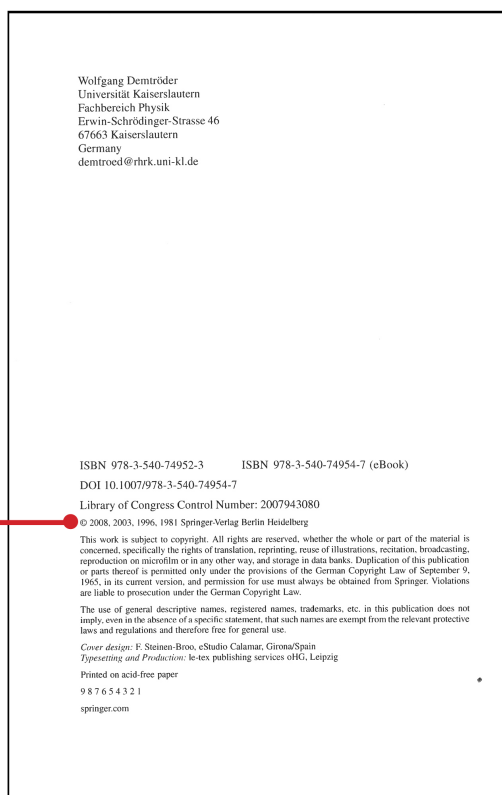 Wolfgang Demtröder
Universität Kaiserslautern
Fachbereich Physik
Erwin-Schrödinger-Strasse 46
67663 Kaiserslautern
Germany
demtroed@rhrk.uni-kl.de
ISBN 978-3-540-74952-3 ISBN 978-3-540-74954-7 (eBook)
DOI 10.1007/978-3-540-74954-7
Library of Congress Control Number: 2007943080
© 2008, 2003, 1996, 1981 Springer-Verlag Berlin Heidelberg
This work is subject to copyright. All rights are reserved, whether the whole or part of the material is
concerned, specifically the rights of translation, reprinting, reuse of illustrations, recitation, broadcasting,
reproduction on microfilm or in any other way, and storage in data banks. Duplication of this publication
or parts thereof is permitted only under the provisions of the German Copyright Law of September 9,
1965, in its current version, and permission for use must always be obtained from Springer. Violations
are liable to prosecution under the German Copyright Law.
The use of general descriptive names, registered names, trademarks, etc. in this publication does not
imply, even in the absence of a specific statement, that such names are exempt from the relevant protective
laws and regulations and therefore free for general use.
Cover design: F. Steinen-Broo, eStudio Calamar, Girona/Spain
Typesetting and Production: le-tex publishing services oHG, Leipzig
Printed on acid-free paper
9 8 7 6 5 4 3 2 1
springer.com